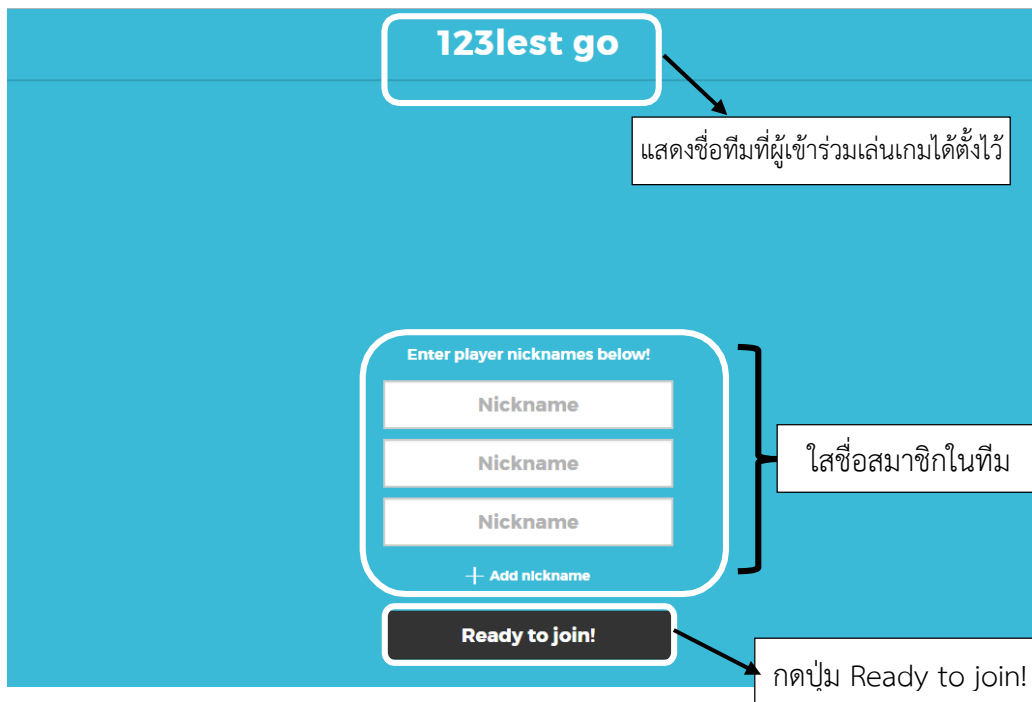 123lest go
แสดงชื่อทีมที่ผู้เข้าร่วมเล่นเกมได้ตั้งไว้
Enter player nicknames below!
Nickname
Nickname
Nickname
ใสชื่อสมาชิกในทีม
Add nickname
Ready to join!
กดปุ่ม Ready to join!